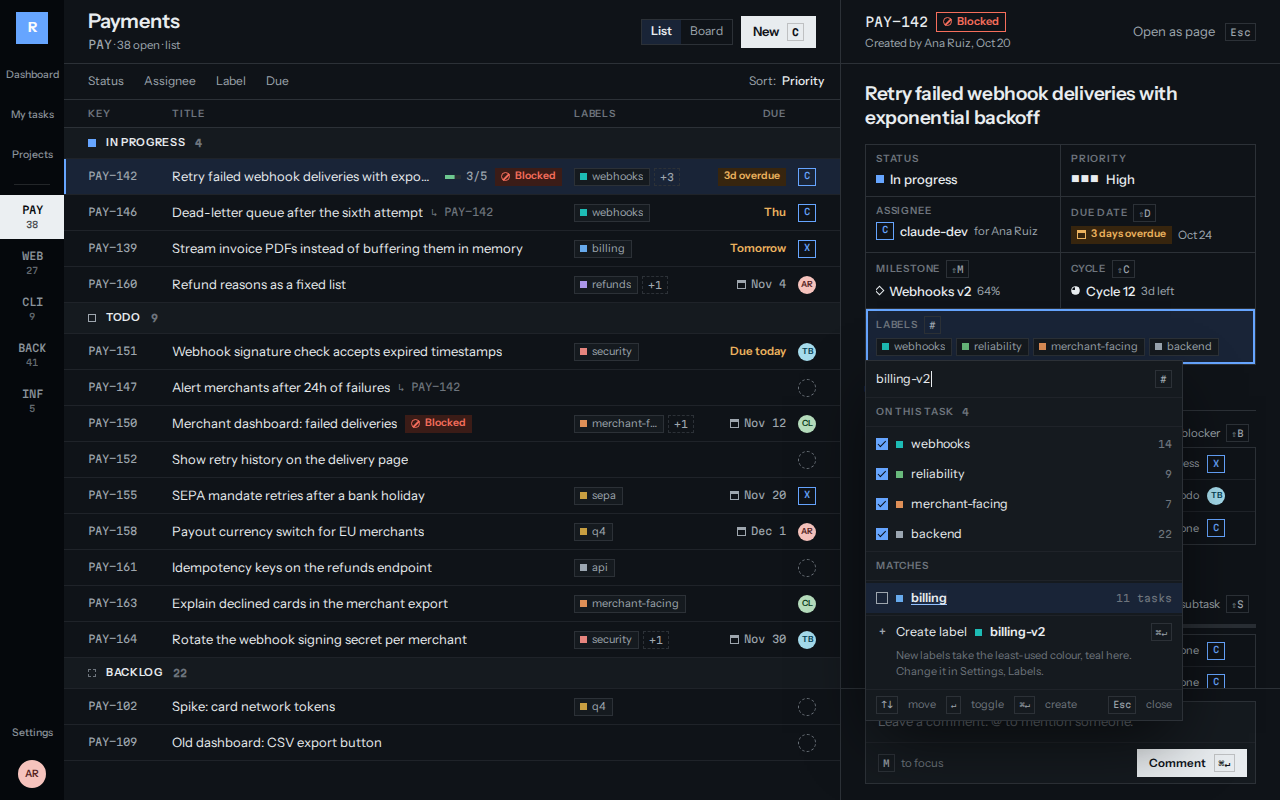 R
Dashboard
My tasks
Projects
PAY
38
WEB
27
CLI
9
BACK
41
INF
5
Settings
AR
Payments
PAY · 38 open · list
List
Board
New C
Status Assignee Label Due
Sort: Priority
KEY TITLE LABELS DUE
IN PROGRESS 4
PAY-142 Retry failed webhook deliveries with expo… 3/5 Blocked webhooks +3 3d overdue C
PAY-146 Dead-letter queue after the sixth attempt ↳ PAY-142 webhooks Thu C
PAY-139 Stream invoice PDFs instead of buffering them in memory billing Tomorrow X
PAY-160 Refund reasons as a fixed list refunds +1 Nov 4 AR
TODO 9
PAY-151 Webhook signature check accepts expired timestamps security Due today TB
PAY-147 Alert merchants after 24h of failures ↳ PAY-142
PAY-150 Merchant dashboard: failed deliveries Blocked merchant-f… +1 Nov 12 CL
PAY-152 Show retry history on the delivery page
PAY-155 SEPA mandate retries after a bank holiday sepa Nov 20 X
PAY-158 Payout currency switch for EU merchants q4 Dec 1 AR
PAY-161 Idempotency keys on the refunds endpoint api
PAY-163 Explain declined cards in the merchant export merchant-facing CL
PAY-164 Rotate the webhook signing secret per merchant security +1 Nov 30 TB
BACKLOG 22
PAY-102 Spike: card network tokens q4
PAY-109 Old dashboard: CSV export button
PAY-142 Blocked
Created by Ana Ruiz, Oct 20
Open as page Esc
Retry failed webhook deliveries with
exponential backoff
STATUS
In progress
PRIORITY
High
ASSIGNEE
C claude-dev for Ana Ruiz
DUE DATE ⇧D
3 days overdue Oct 24
MILESTONE ⇧M
Webhooks v2 64%
CYCLE ⇧C
Cycle 12 3d left
LABELS #
webhooks reliability merchant-facing backend
billing-v2 #
ON THIS TASK 4
webhooks 14
reliability 9
merchant-facing 7
backend 22
MATCHES
billing 11 tasks
+ Create label billing-v2 ⌘↵
New labels take the least-used colour, teal here.
Change it in Settings, Labels.
↑↓ move ↵ toggle ⌘↵ create Esc close
blocker ⇧B
ess X
odo TB
one C
subtask ⇧S
one C
one C
Leave a comment. @ to mention someone.
M to focus
Comment ⌘↵